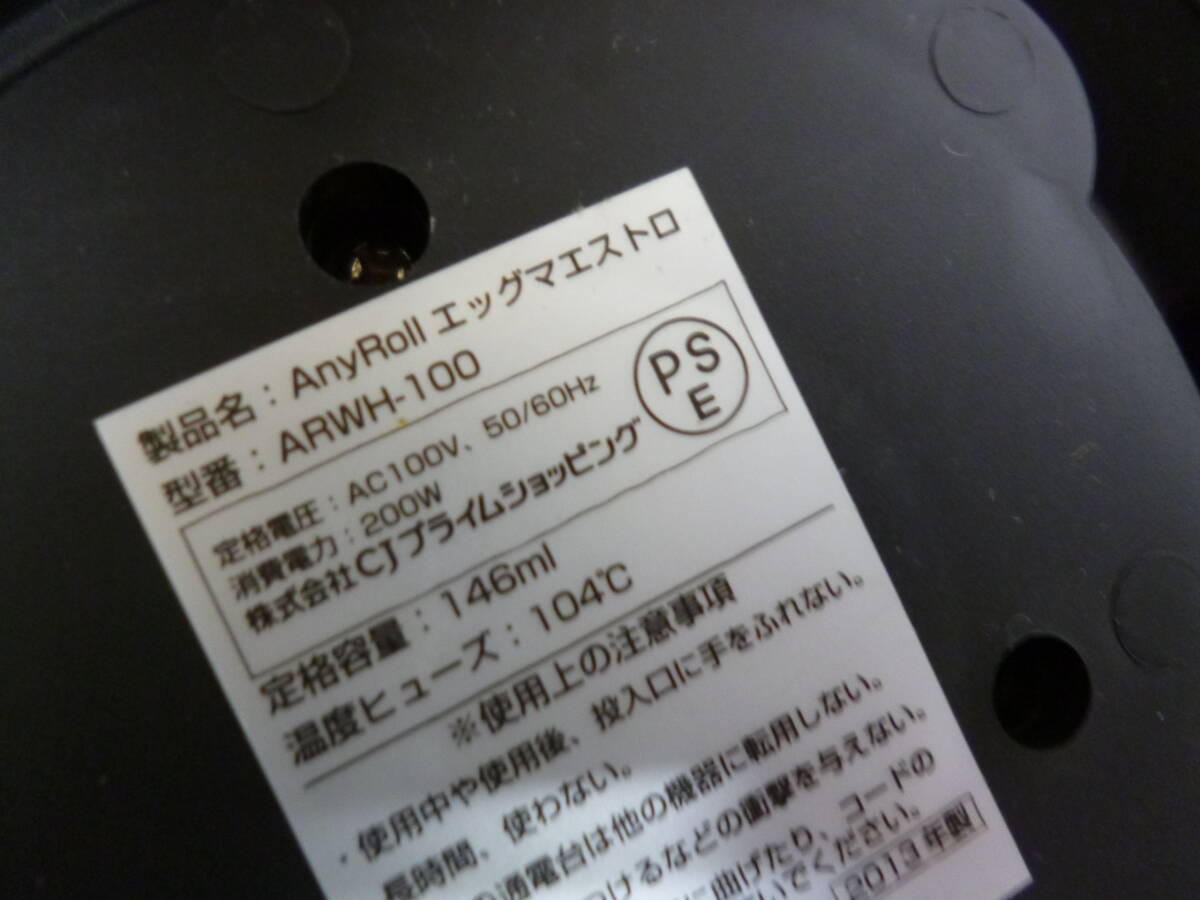 製品名：AnyRoll エッグマエストロ
型番：ARWH-100
定格電圧：AC100V、50/60Hz
消費電力：200W
株式会社CJプライムショッピング
PSE
定格容量：146ml
温度ヒューズ：104℃
※使用上の注意事項
・使用中や使用後、投入口に手をふれない。
長時間、使わない。
通電台は他の機器に転用しない。
つけるなどの衝撃を与えない。
に曲げたり、コードの
いでください。
2013年製